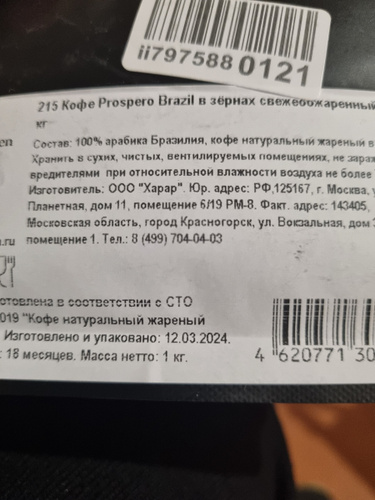 ii797588 0121
215 Кофе Prospero Brazil в зёрнах свежеобжаренный
кг
Состав: 100% арабика Бразилия, кофе натуральный жареный в
Хранить в сухих, чистых, вентилируемых помещениях, не зараж
вредителями при относительной влажности воздуха не более
Изготовитель: ООО "Харар". Юр. адрес: РФ,125167, г. Москва,
Планетная, дом 11, помещение 6/19 РМ-8. Факт. адрес: 143405,
Московская область, город Красногорск, ул. Вокзальная, дом
.ru помещение 1. Тел.: 8 (499) 704-04-03
отовлена в соответствии с СТО
019 "Кофе натуральный жареный
Изготовлено и упаковано: 12.03.2024.
: 18 месяцев. Масса нетто: 1 кг.
4 620771 30